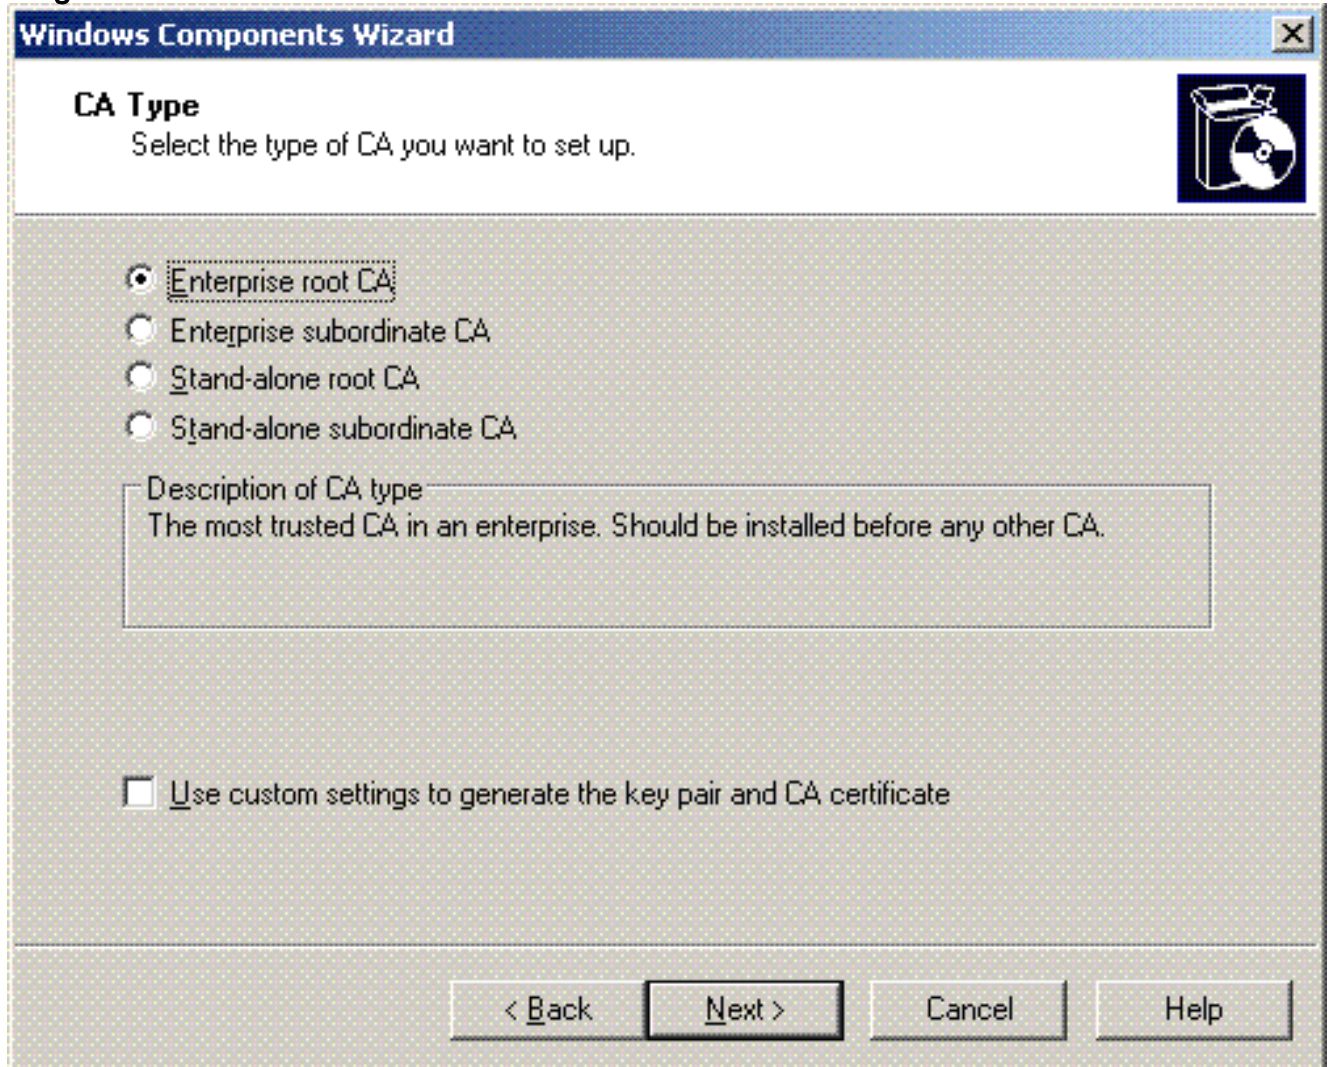 Windows Components Wizard
CA Type
Select the type of CA you want to set up.
Enterprise root CA
Enterprise subordinate CA
Stand-alone root CA
Stand-alone subordinate CA
Description of CA type
The most trusted CA in an enterprise. Should be installed before any other CA.
Use custom settings to generate the key pair and CA certificate
< Back
Next >
Cancel
Help